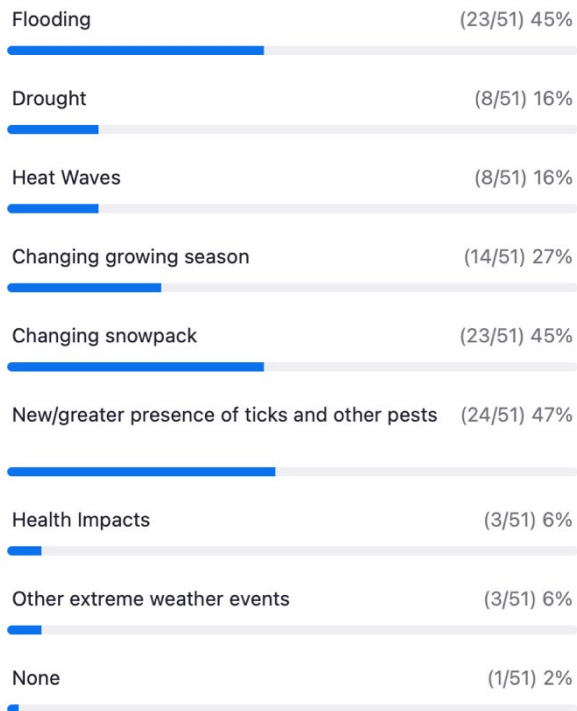 Flooding (23/51) 45%
Drought (8/51) 16%
Heat Waves (8/51) 16%
Changing growing season (14/51) 27%
Changing snowpack (23/51) 45%
New/greater presence of ticks and other pests (24/51) 47%
Health Impacts (3/51) 6%
Other extreme weather events (3/51) 6%
None (1/51) 2%